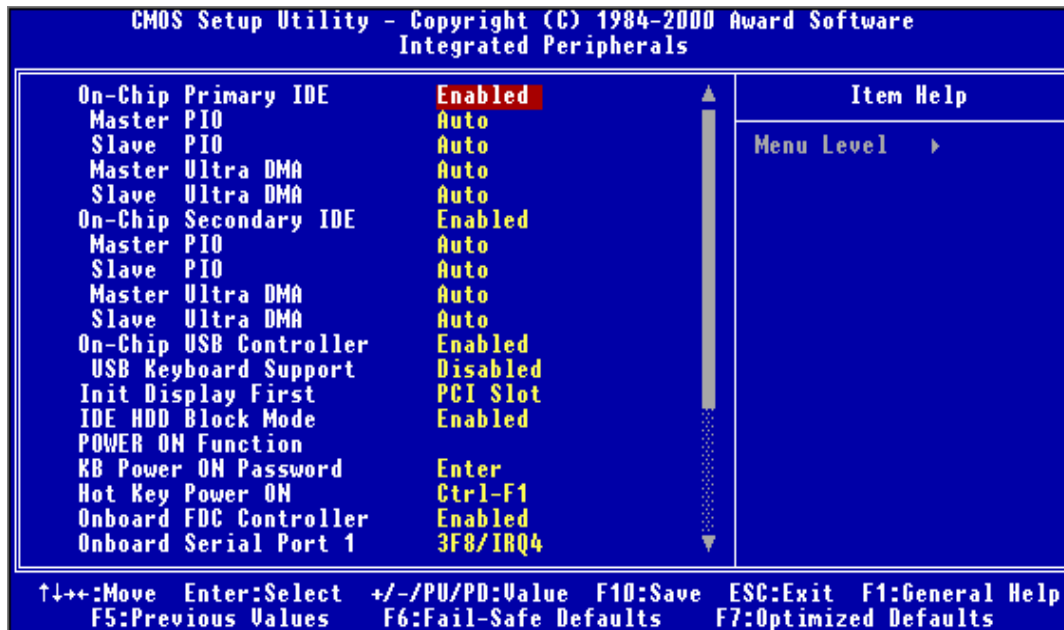 CMOS Setup Utility - Copyright (C) 1984-2000 Award Software
Integrated Peripherals
On-Chip Primary IDE Enabled
Master PIO Auto
Slave PIO Auto
Master Ultra DMA Auto
Slave Ultra DMA Auto
On-Chip Secondary IDE Enabled
Master PIO Auto
Slave PIO Auto
Master Ultra DMA Auto
Slave Ultra DMA Auto
On-Chip USB Controller Enabled
USB Keyboard Support Disabled
Init Display First PCI Slot
IDE HDD Block Mode Enabled
POWER ON Function
KB Power ON Password Enter
Hot Key Power ON Ctrl-F1
Onboard FDC Controller Enabled
Onboard Serial Port 1 3F8/IRQ4
Item Help
Menu Level
↑↓→←:Move Enter:Select +/-/PU/PD:Value F10:Save ESC:Exit F1:General Help
F5:Previous Values F6:Fail-Safe Defaults F7:Optimized Defaults